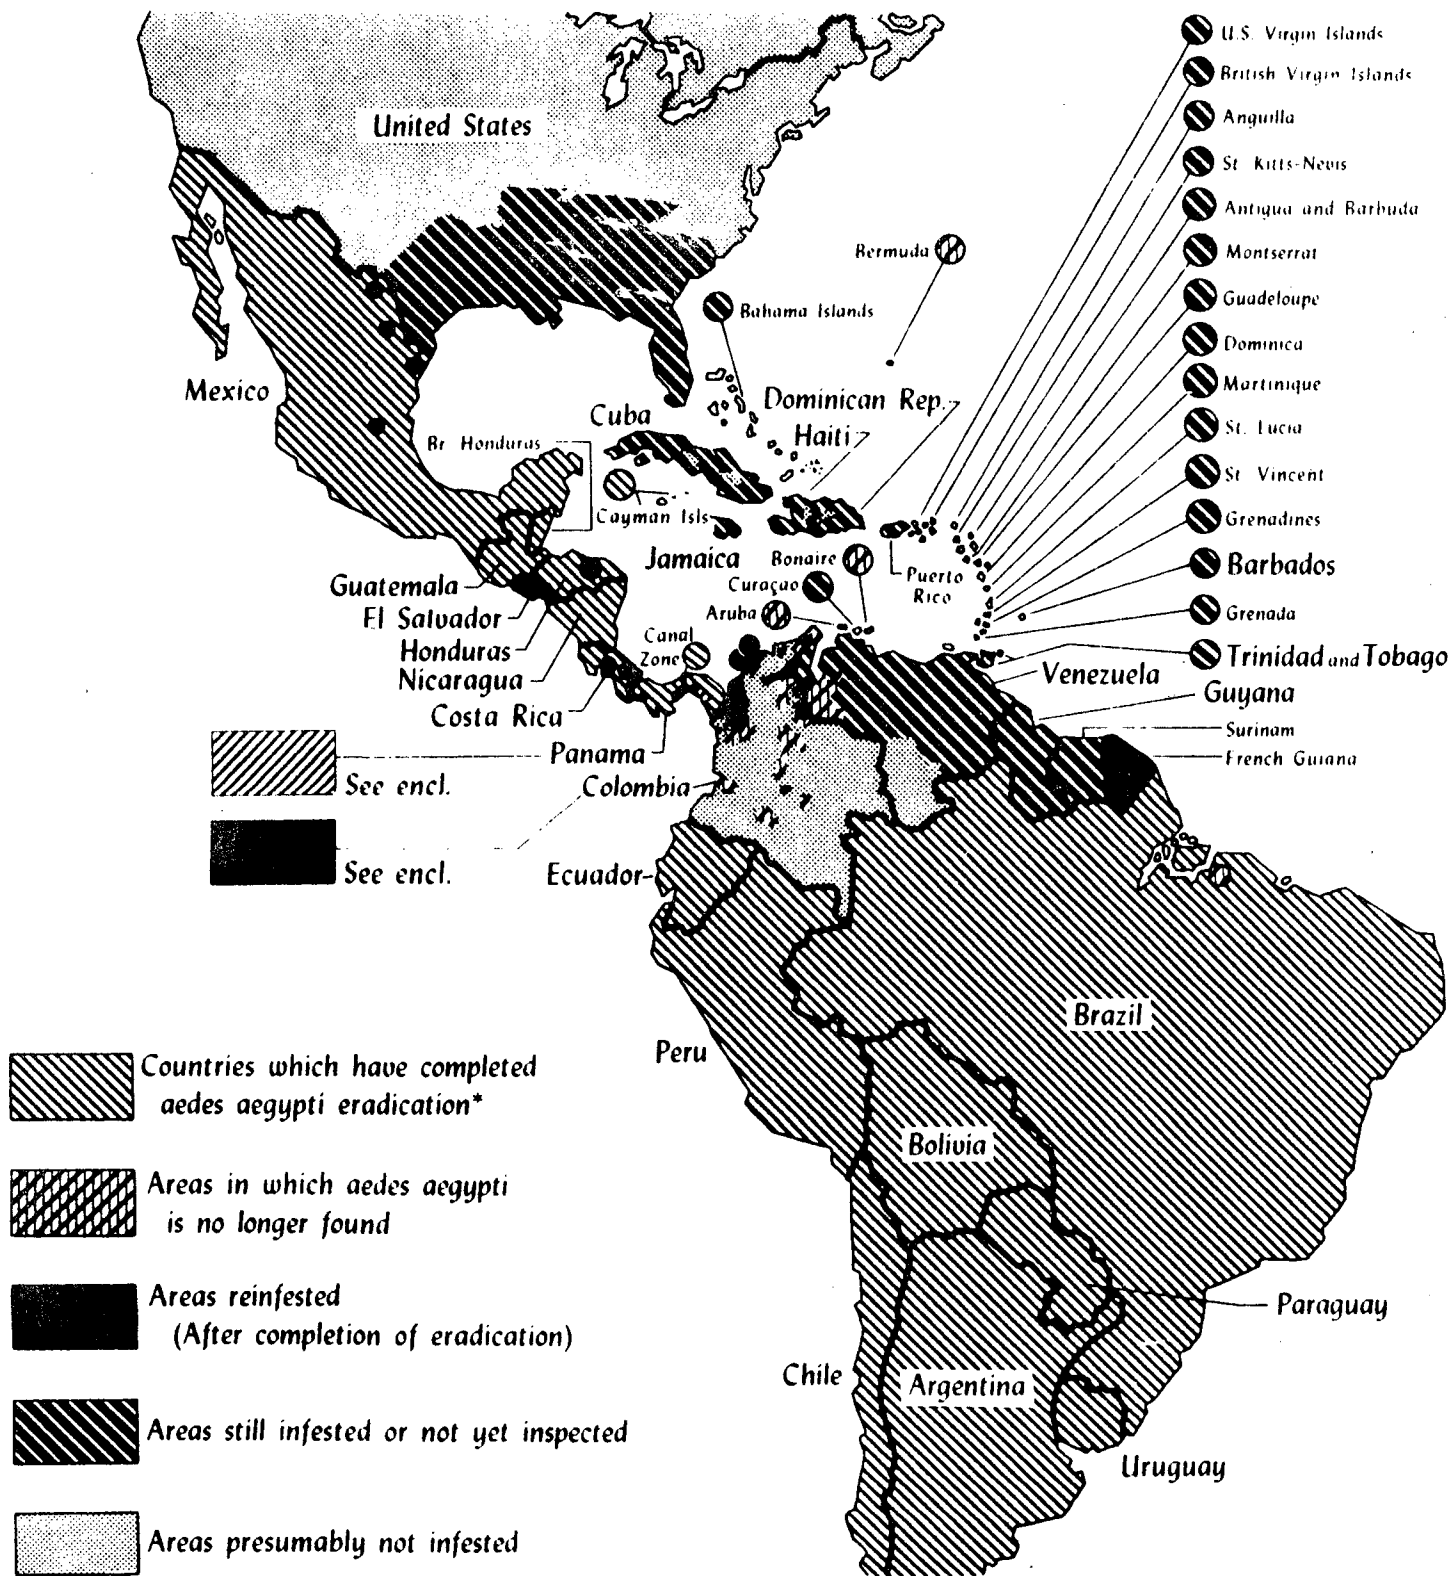 U.S. Virgin Islands
British Virgin Islands
Anguilla
St Kitts-Nevis
Antigua and Barbuda
Montserrat
Guadeloupe
Dominica
Martinique
St. Lucia
St Vincent
Grenadines
Barbados
Grenada
Trinidad and Tobago
United States
Bermuda
Bahama Islands
Mexico
Cuba
Dominican Rep.
Haiti
Br. Honduras
Cayman Isls
Jamaica
Bonaire
Curaçao
Aruba
Puerto
Rico
Guatemala
El Salvador
Honduras
Nicaragua
Costa Rica
Canal
Zone
Panama
Colombia
Venezuela
Guyana
Surinam
French Guiana
See encl.
See encl.
Ecuador
Brazil
Peru
Bolivia
Paraguay
Chile
Argentina
Uruguay
Countries which have completed
aedes aegypti eradication*
Areas in which aedes aegypti
is no longer found
Areas reinfested
(After completion of eradication)
Areas still infested or not yet inspected
Areas presumably not infested